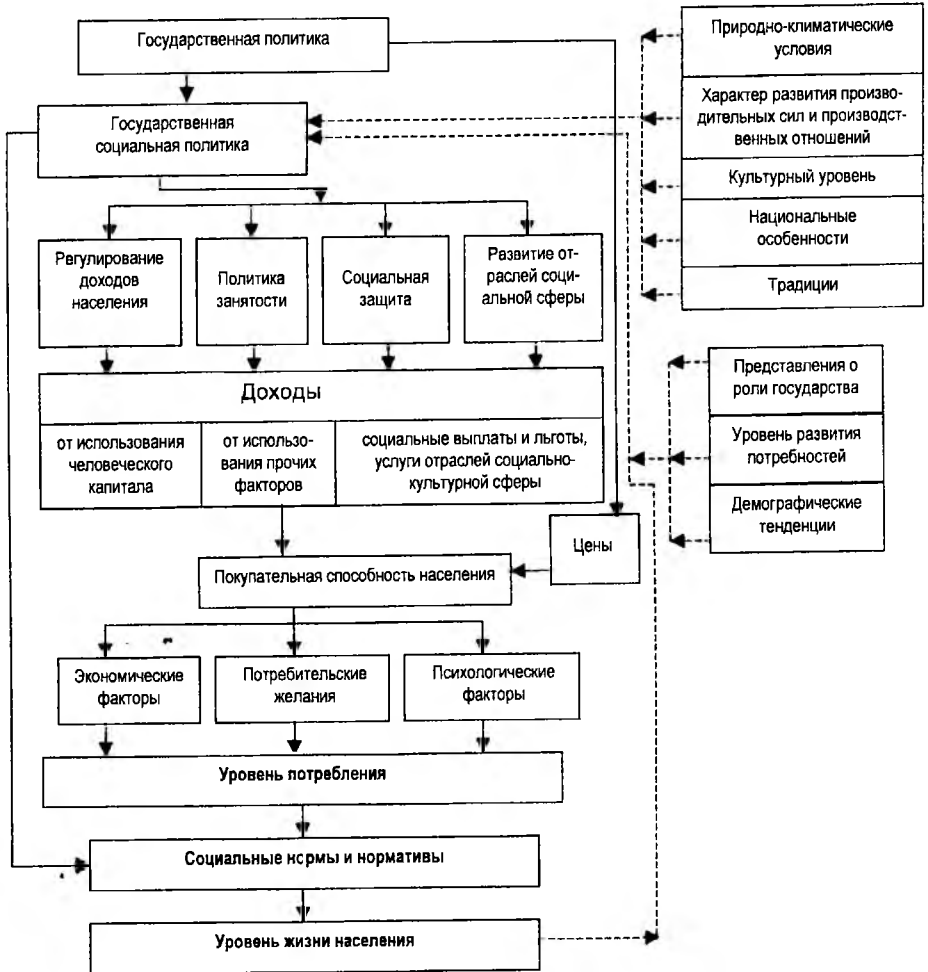 Государственная политика
Государственная
социальная политика
Природно-климатические
условия
Характер развития произво-
дительных сил и производст-
венных отношений
Культурный уровень
Национальные
особенности
Традиции
Регулирование
доходов
населения
Политика
занятости
Социальная
защита
Развитие от-
раслей соци-
альной сферы
Доходы
от использования
человеческого
капитала
от использо-
вания прочих
факторов
социальные выплаты и льготы,
услуги отраслей социально-
культурной сферы
Представления о
роли государства
Уровень развития
потребностей
Демографические
тенденции
Цены
Покупательная способность населения
Экономические
факторы
Потребительские
желания
Психологические
факторы
Уровень потребления
Социальные нормы и нормативы
Уровень жизни населения